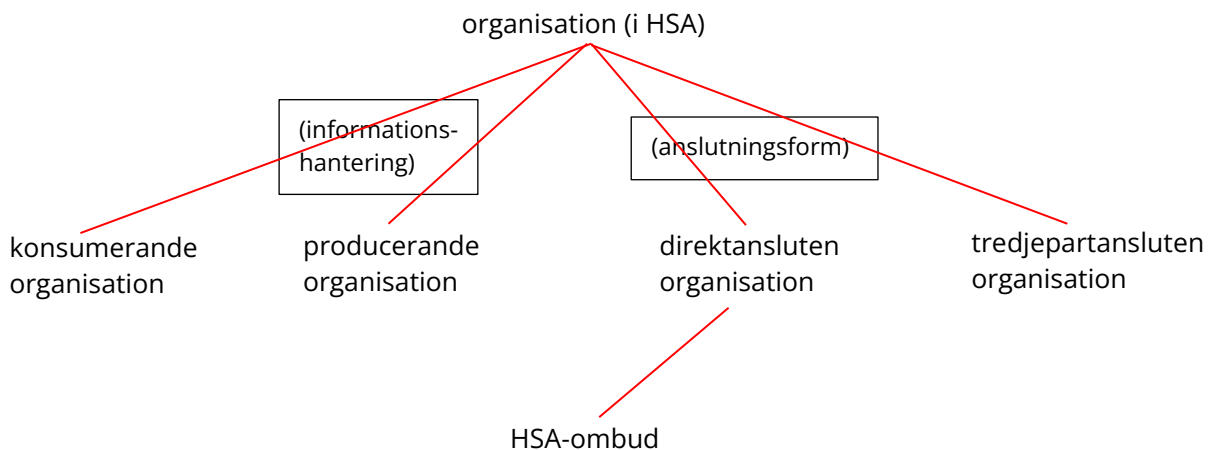 organisation (i HSA)
(informations-
hantering)
(anslutningsform)
konsumerande
organisation
producerande
organisation
direktansluten
organisation
tredjepartansluten
organisation
HSA-ombud